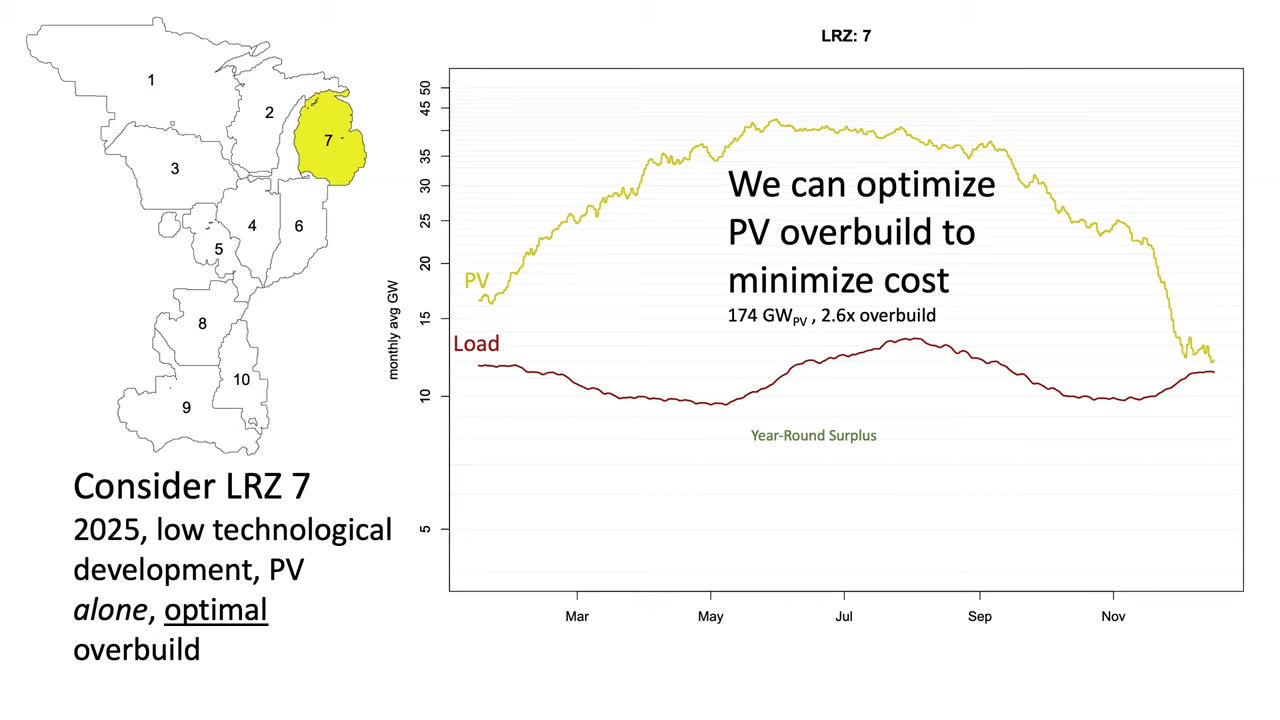 1
2
7
3
4
6
5
8
10
9
Consider LRZ 7
2025, low technological
development, PV
alone, optimal
overbuild
LRZ: 7
monthly avg GW
50
45
35
30
25
20
15
10
5
PV
Load
We can optimize
PV overbuild to
minimize cost
174 GWPV , 2.6x overbuild
Year-Round Surplus
Mar
May
Jul
Sep
Nov